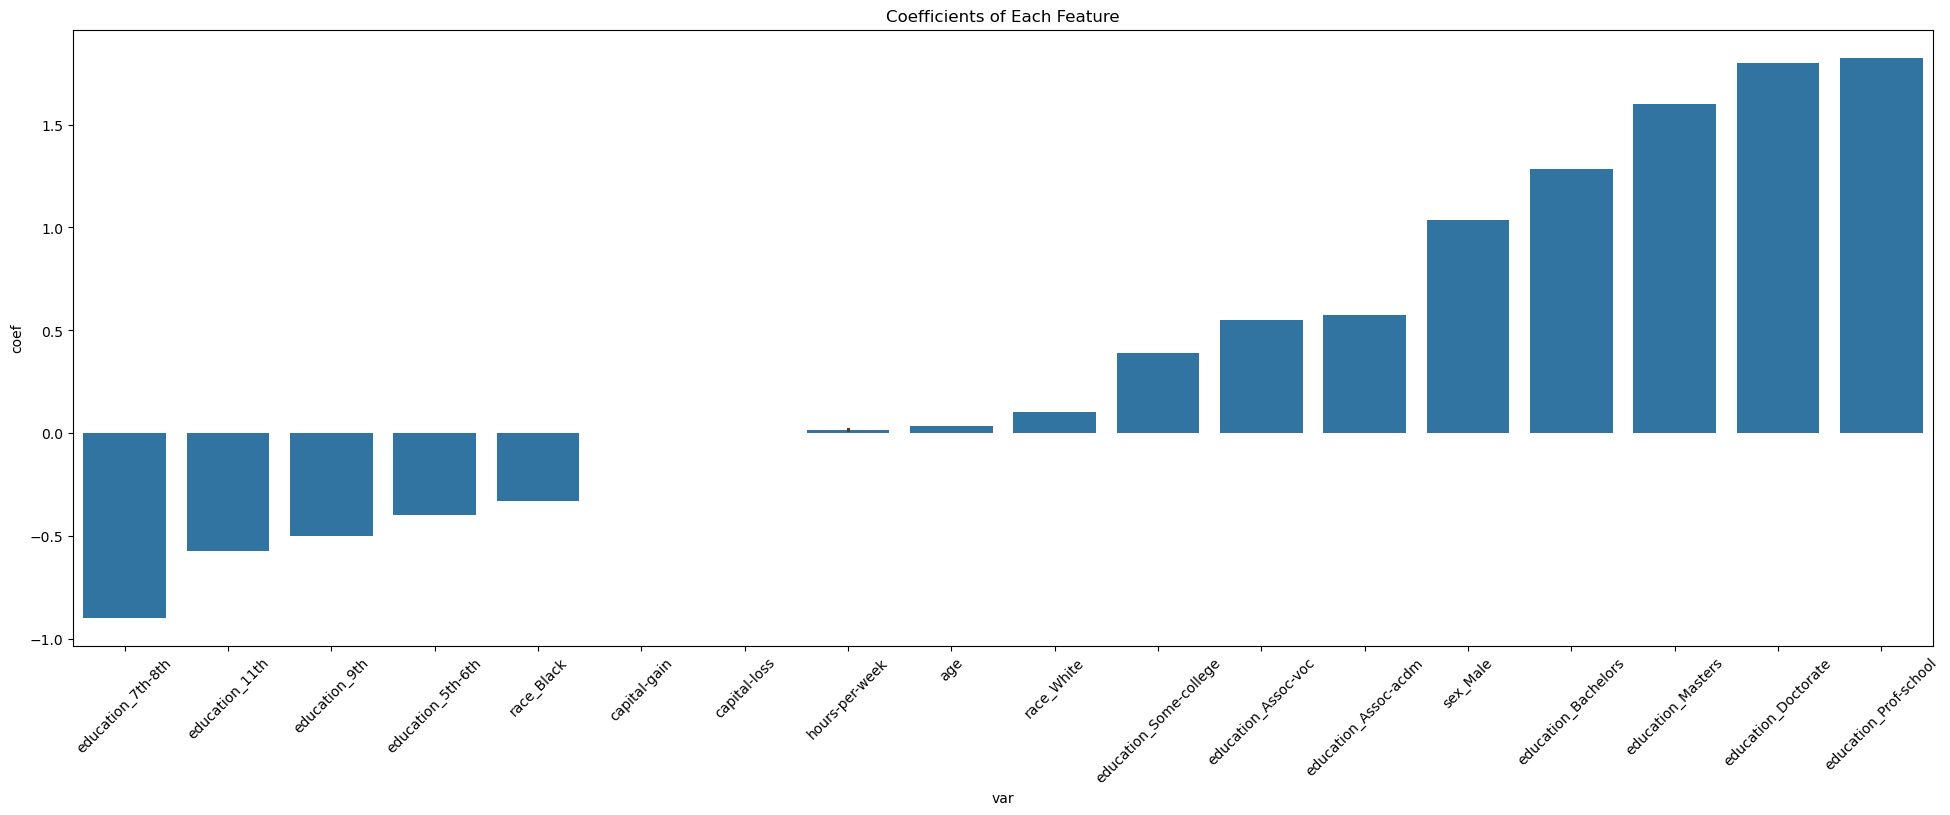 Coefficients of Each Feature
coef
1.5
1.0
0.5
0.0
−0.5
−1.0
education_7th-8th
education_11th
education_9th
education_5th-6th
race_Black
capital-gain
capital-loss
hours-per-week
age
race_White
education_Some-college
education_Assoc-voc
education_Assoc-acdm
sex_Male
education_Bachelors
education_Masters
education_Doctorate
education_Prof-school
var